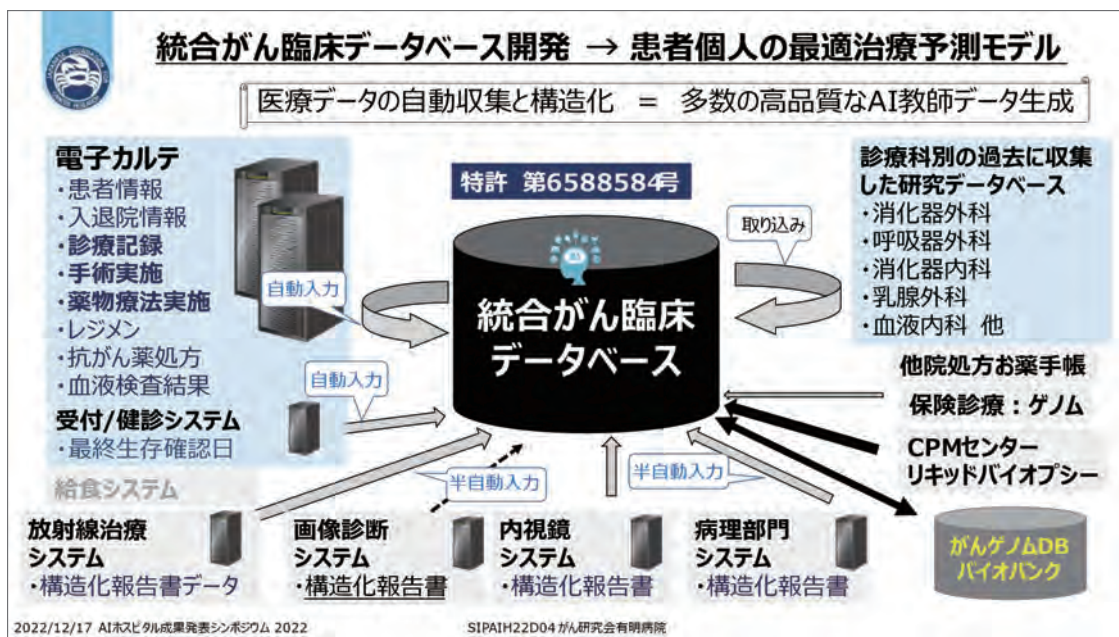 統合がん臨床データベース開発 → 患者個人の最適治療予測モデル
医療データの自動収集と構造化 = 多数の高品質なAI教師データ生成
電子カルテ
・患者情報
・入退院情報
・診療記録
・手術実施
・薬物療法実施
・レジメン
・抗がん薬処方
・血液検査結果
受付/健診システム
・最終生存確認日
給食システム
自動入力
自動入力
特許 第6588584号
AI
統合がん臨床
データベース
取り込み
診療科別の過去に収集
した研究データベース
・消化器外科
・呼吸器外科
・消化器内科
・乳腺外科
・血液内科 他
他院処方お薬手帳
保険診療:ゲノム
CPMセンター
リキッドバイオプシー
がんゲノムDB
バイオバンク
半自動入力
半自動入力
放射線治療
システム
・構造化報告書データ
画像診断
システム
・構造化報告書
内視鏡
システム
・構造化報告書
病理部門
システム
・構造化報告書
2022/12/17 AIホスピタル成果発表シンポジウム 2022
SIPAIH22D04 がん研究会有明病院